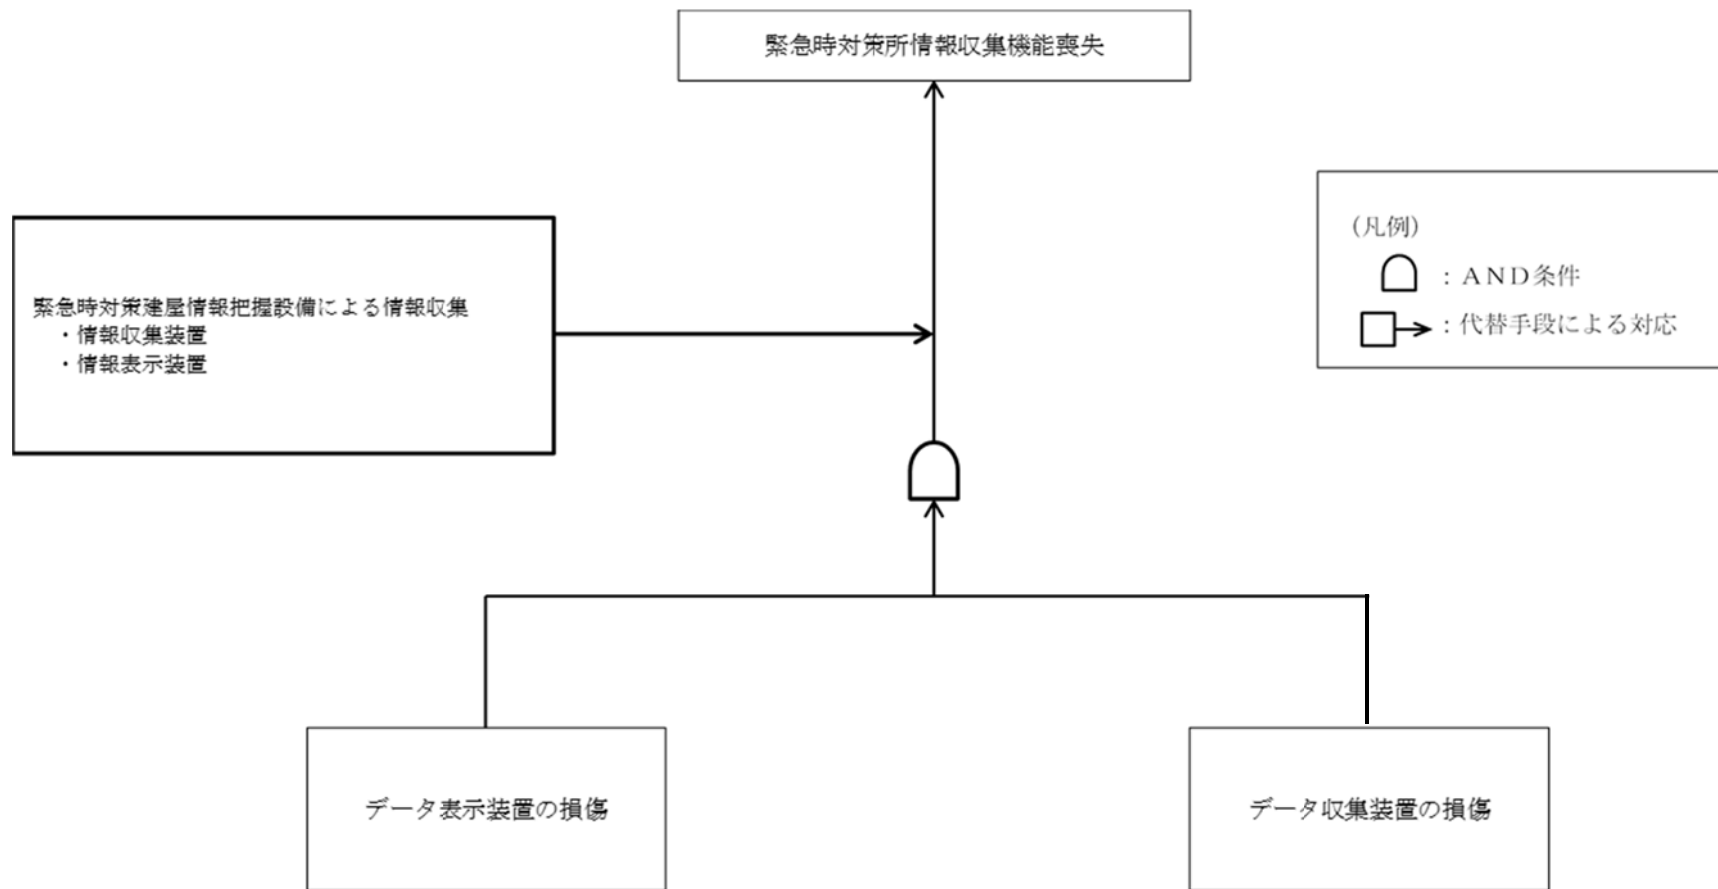 緊急時対策所情報収集機能喪失
緊急時対策建屋情報把握設備による情報収集
・情報収集装置
・情報表示装置
(凡例)
：ＡＮＤ条件
：代替手段による対応
データ表示装置の損傷
データ収集装置の損傷